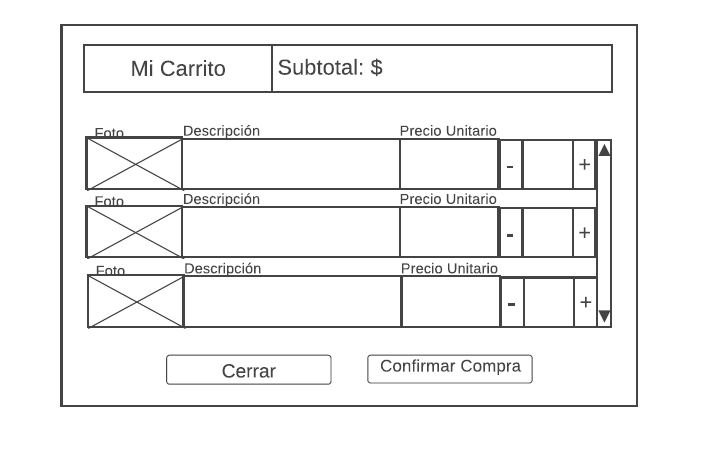 Mi Carrito Subtotal: $
Foto Descripción Precio Unitario
- +
Foto Descripción Precio Unitario
- +
Foto Descripción Precio Unitario
- +
Cerrar Confirmar Compra